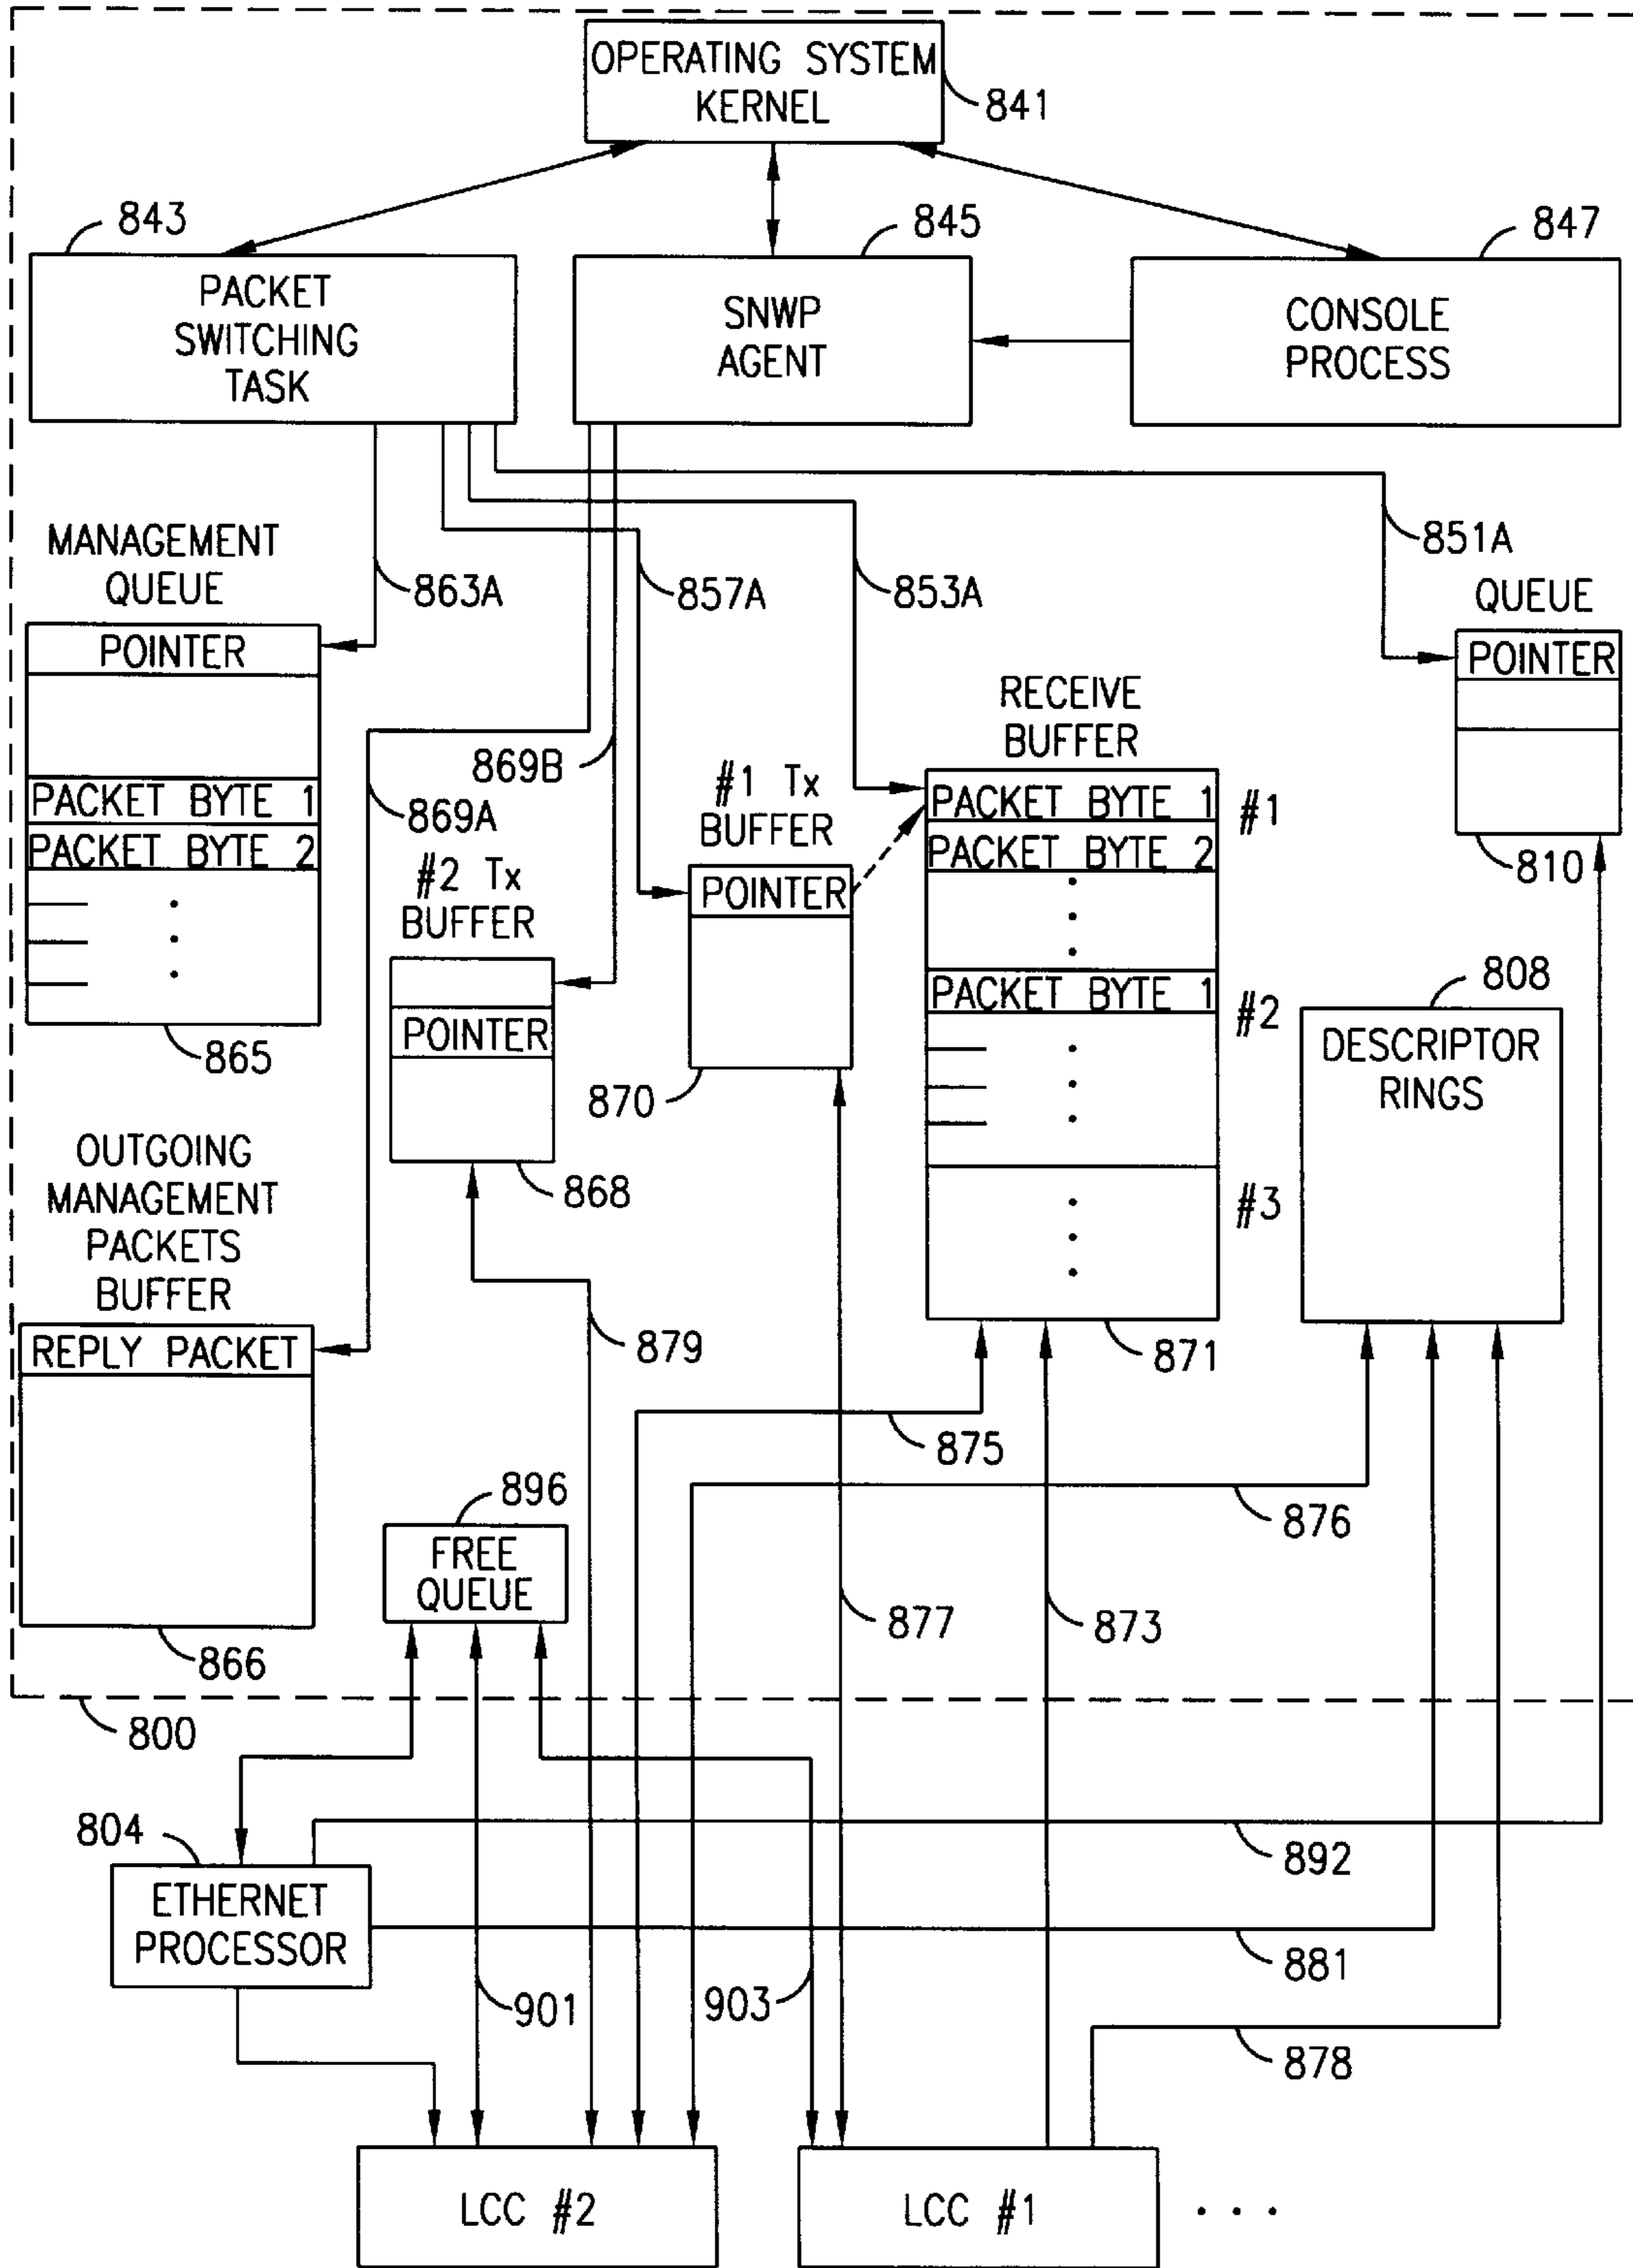 OPERATING SYSTEM
KERNEL
841
843
845
847
PACKET
SWITCHING
TASK
SNWP
AGENT
CONSOLE
PROCESS
MANAGEMENT
QUEUE
863A
857A
853A
851A
QUEUE
POINTER
POINTER
RECEIVE
BUFFER
869B
#1 Tx
BUFFER
PACKET BYTE 1
PACKET BYTE 2
869A
#2 Tx
BUFFER
POINTER
PACKET BYTE 1
#1
PACKET BYTE 2
810
PACKET BYTE 1
#2
808
POINTER
DESCRIPTOR
RINGS
865
870
OUTGOING
MANAGEMENT
PACKETS
BUFFER
868
#3
REPLY PACKET
879
871
875
896
876
FREE
QUEUE
877
873
866
800
804
892
ETHERNET
PROCESSOR
881
901
903
878
LCC #2
LCC #1
. . .